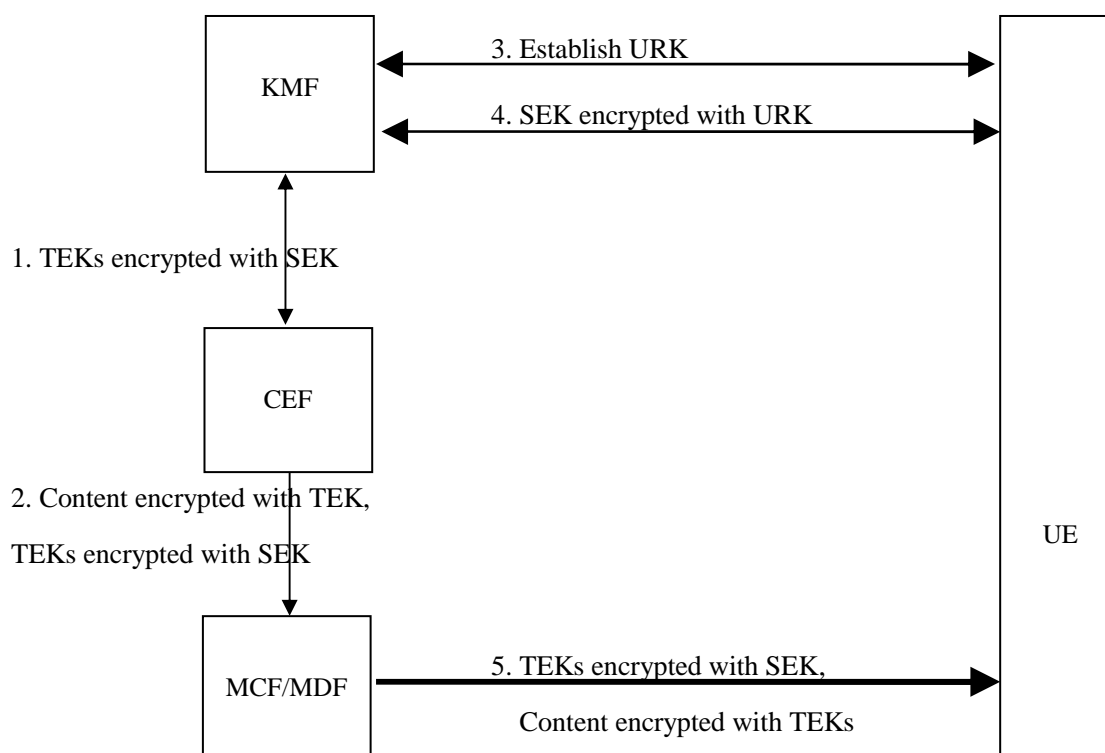 3. Establish URK
KMF
4. SEK encrypted with URK
1. TEKs encrypted with SEK
CEF
2. Content encrypted with TEK,
TEKs encrypted with SEK
UE
5. TEKs encrypted with SEK,
MCF/MDF
Content encrypted with TEKs